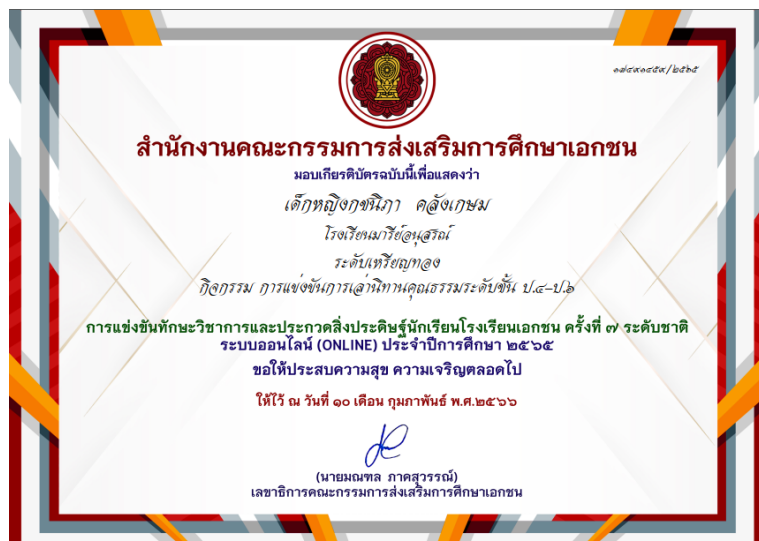 ๑๗๔๙๑๔๕๙/๒๕๖๕
สำนักงานคณะกรรมการส่งเสริมการศึกษาเอกชน
มอบเกียรติบัตรฉบับนี้เพื่อแสดงว่า
เด็กหญิงกชนิภา คลังเกษม
โรงเรียนมารีย์อนุสรณ์
ระดับเหรียญทอง
กิจกรรม การแข่งขันการเล่านิทานคุณธรรมระดับชั้น ป.๔-ป.๖
การแข่งขันทักษะวิชาการและประกวดสิ่งประดิษฐ์นักเรียนโรงเรียนเอกชน ครั้งที่ ๗ ระดับชาติ
ระบบออนไลน์ (ONLINE) ประจำปีการศึกษา ๒๕๖๕
ขอให้ประสบความสุข ความเจริญตลอดไป
ให้ไว้ ณ วันที่ ๑๐ เดือน กุมภาพันธ์ พ.ศ.๒๕๖๖
(นายมณฑล ภาคสุวรรณ์)
เลขาธิการคณะกรรมการส่งเสริมการศึกษาเอกชน